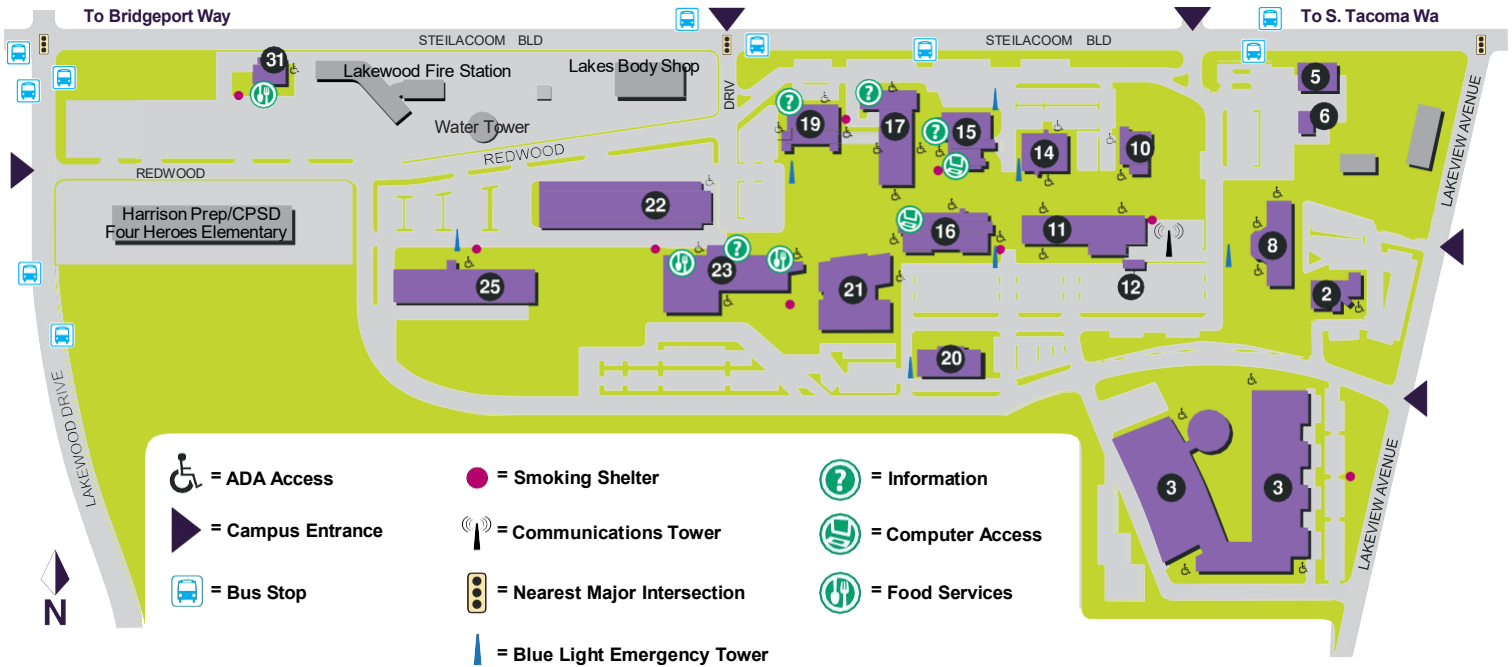 To Bridgeport Way
To S. Tacoma Wa
STEILACOOM BLD
STEILACOOM BLD
DRIV
31
Lakewood Fire Station
Lakes Body Shop
Water Tower
REDWOOD
REDWOOD
Harrison Prep/CPSD
Four Heroes Elementary
5
6
19
17
15
14
10
22
16
11
8
23
25
21
12
2
20
3
3
LAKEVIEW AVENUE
LAKEVIEW AVENUE
LAKEVIEW AVENUE
LAKEWOOD DRIVE
= ADA Access
= Campus Entrance
= Bus Stop
= Smoking Shelter
= Communications Tower
= Nearest Major Intersection
= Blue Light Emergency Tower
? = Information
= Computer Access
= Food Services
N
?
?
?
?